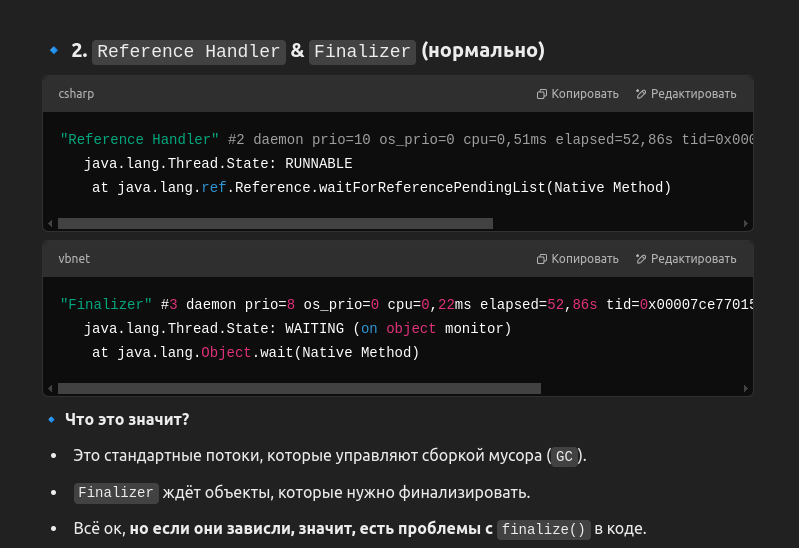 2. Reference Handler & Finalizer (нормально)
csharp Копировать Редактировать
"Reference Handler" #2 daemon prio=10 os_prio=0 cpu=0,51ms elapsed=52,86s tid=0x000
java.lang.Thread.State: RUNNABLE
at java.lang.ref.Reference.waitForReferencePendingList(Native Method)
vbnet Копировать Редактировать
"Finalizer" #3 daemon prio=8 os_prio=0 cpu=0,22ms elapsed=52,86s tid=0x00007ce77015
java.lang.Thread.State: WAITING (on object monitor)
at java.lang.Object.wait(Native Method)
Что это значит?
Это стандартные потоки, которые управляют сборкой мусора (GC).
Finalizer ждёт объекты, которые нужно финализировать.
Всё ок, но если они зависли, значит, есть проблемы с finalize() в коде.